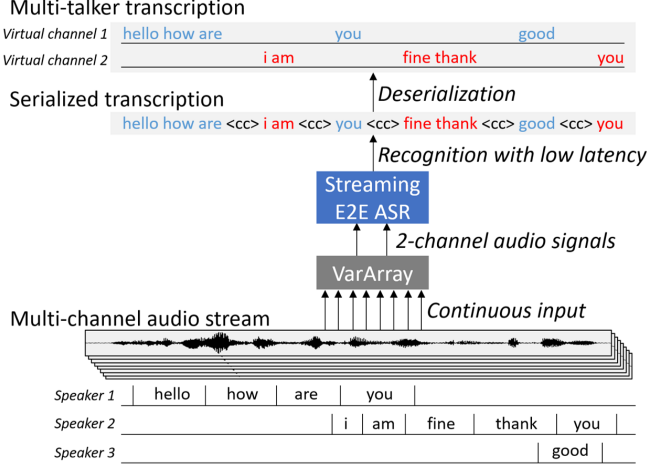 Multi-talker transcription
Virtual channel 1 hello how are you good
Virtual channel 2 i am fine thank you
Deserialization
Serialized transcription
hello how are <cc> i am <cc> you <cc> fine thank <cc> good <cc> you
Recognition with low latency
Streaming
E2E ASR
2-channel audio signals
VarArray
Continuous input
Multi-channel audio stream
Speaker 1 hello how are you
Speaker 2 i am fine thank you
Speaker 3 good